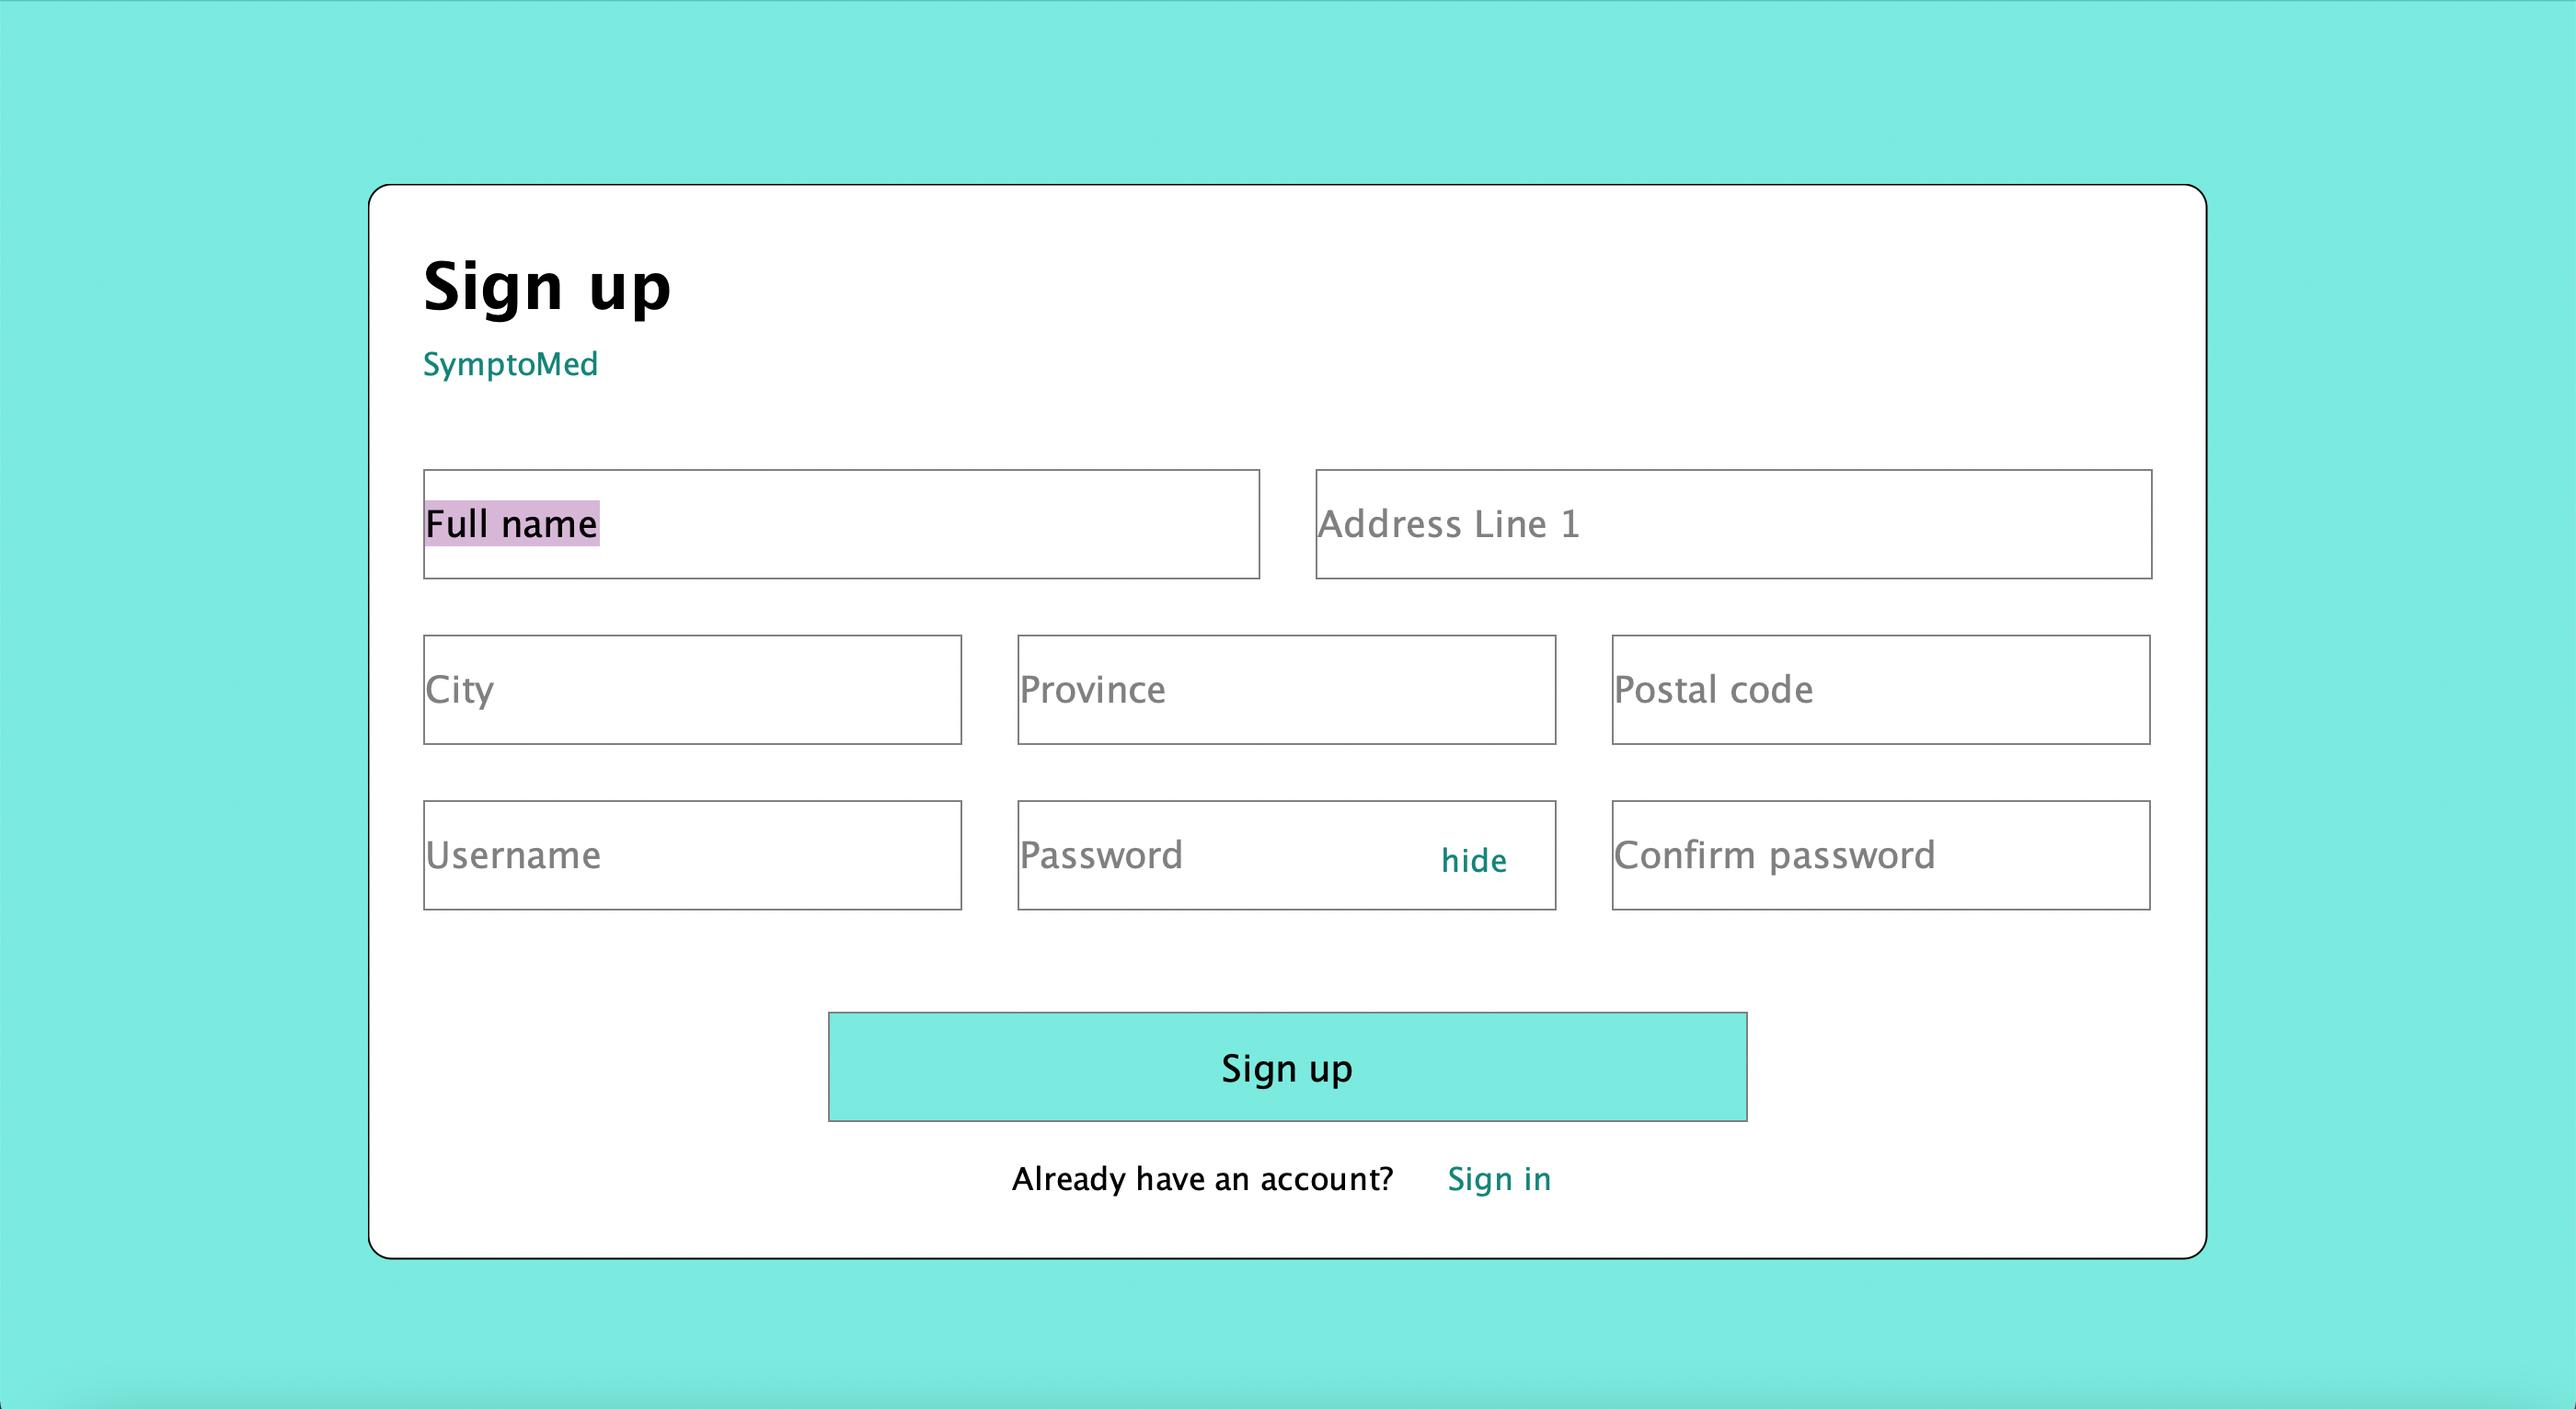 Sign up
SymptoMed
Full name
Address Line 1
City
Province
Postal code
Username
Password
hide
Confirm password
Sign up
Already have an account? Sign in